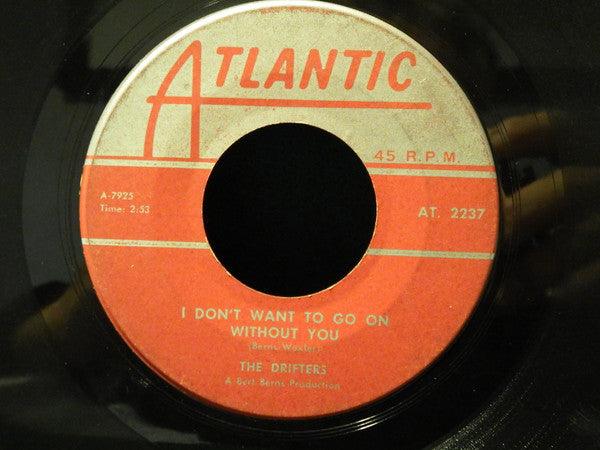 ATLANTIC
45 R.P.M.
A-7925
Time: 2:53
AT. 2237
I DON'T WANT TO GO ON
WITHOUT YOU
(Berns Wexler)
THE DRIFTERS
A Bert Berns Production